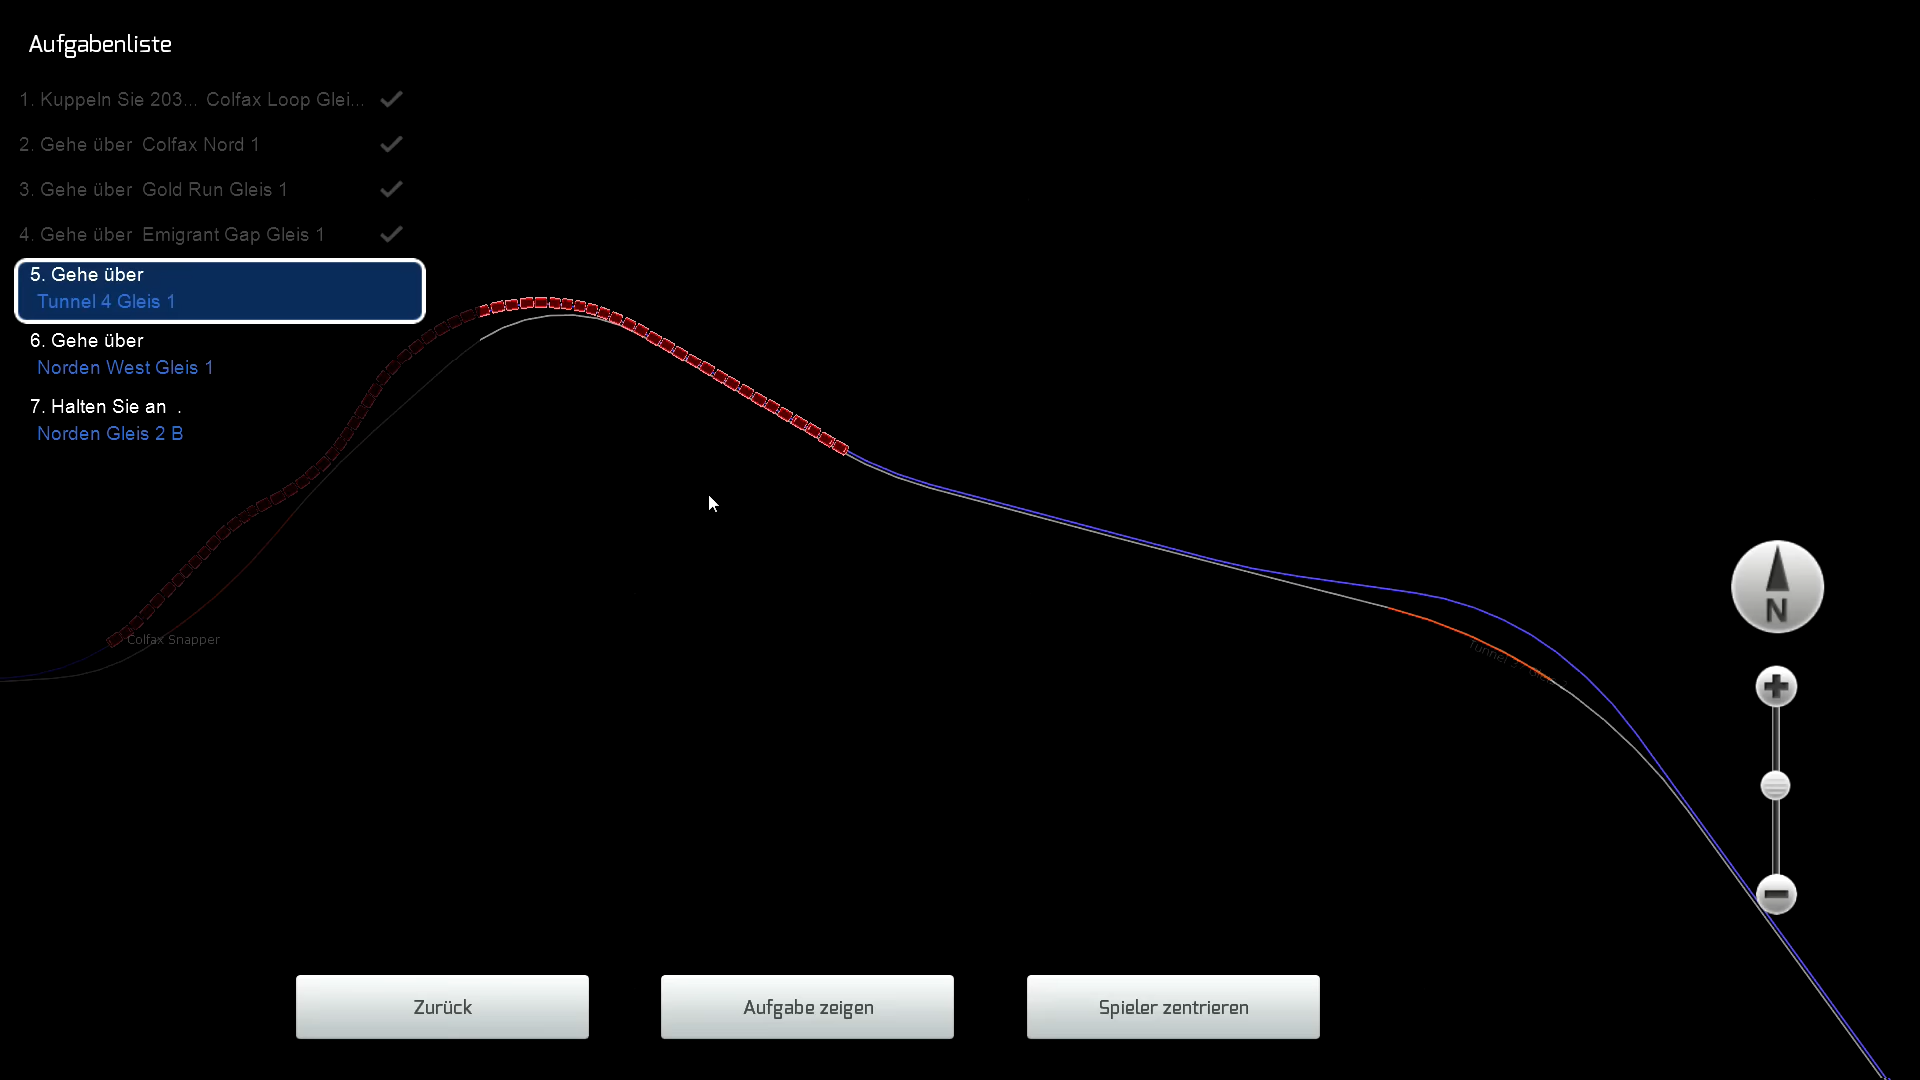 Aufgabenliste
1. Kuppeln Sie 203... Colfax Loop Glei...
2. Gehe über Colfax Nord 1
3. Gehe über Gold Run Gleis 1
4. Gehe über Emigrant Gap Gleis 1
5. Gehe über
Tunnel 4 Gleis 1
6. Gehe über
Norden West Gleis 1
7. Halten Sie an .
Norden Gleis 2 B
Colfax Snapper
Tunnel
N
Zurück
Aufgabe zeigen
Spieler zentrieren